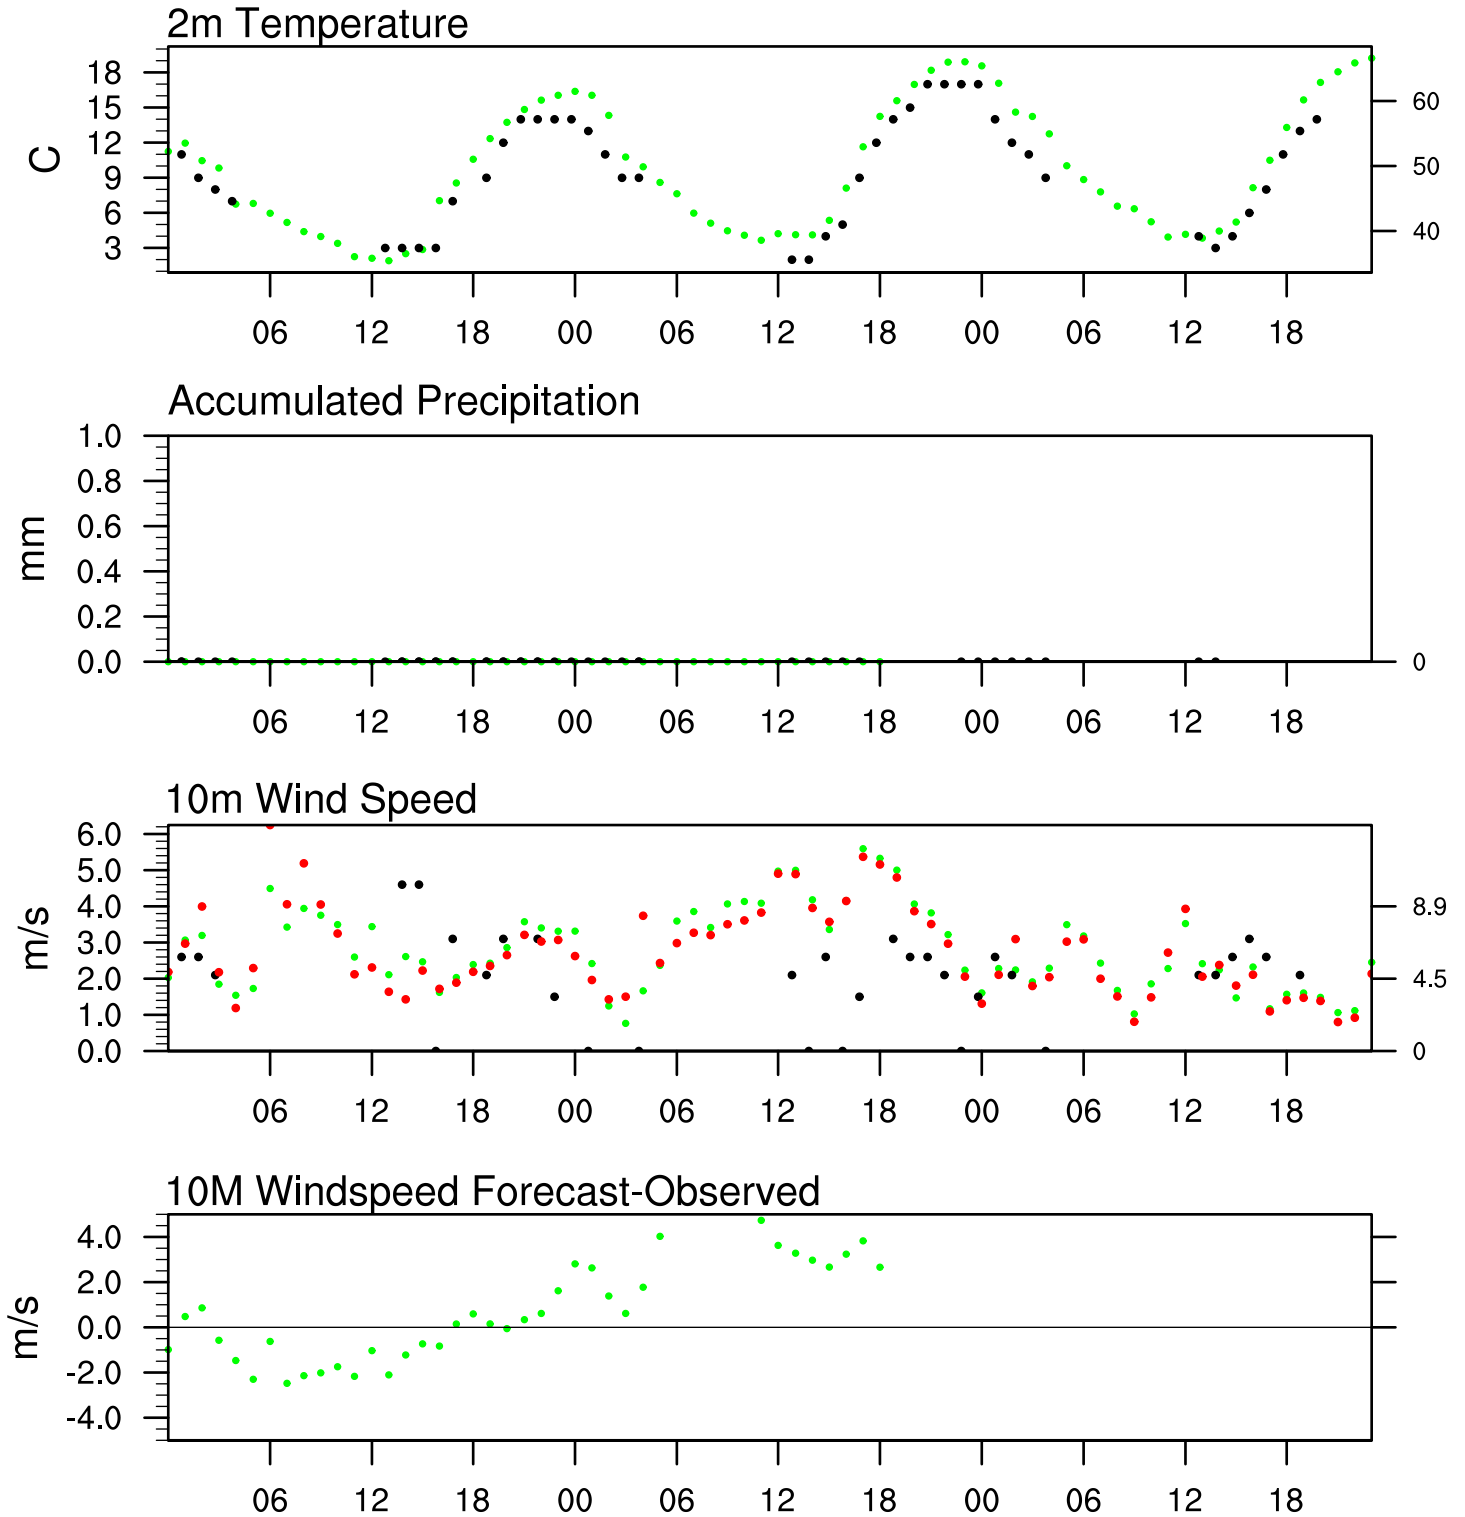 2m Temperature
18
15
12
9
6
3
C
60
50
40
06 12 18 00 06 12 18 00 06 12 18
Accumulated Precipitation
1.0
0.8
0.6
0.4
0.2
0.0
mm
0
06 12 18 00 06 12 18 00 06 12 18
10m Wind Speed
6.0
5.0
4.0
3.0
2.0
1.0
0.0
m/s
8.9
4.5
0
06 12 18 00 06 12 18 00 06 12 18
10M Windspeed Forecast-Observed
4.0
2.0
0.0
-2.0
-4.0
m/s
06 12 18 00 06 12 18 00 06 12 18